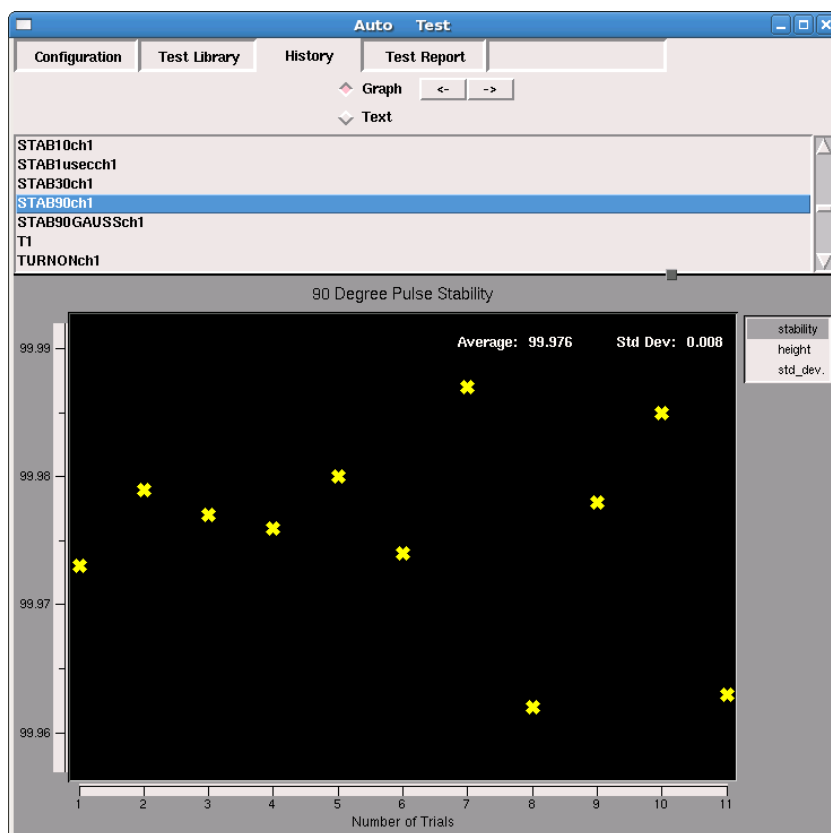 Auto Test
Configuration Test Library History Test Report
Graph <- ->
Text
STAB10ch1
STAB1usecch1
STAB30ch1
STAB90ch1
STAB90GAUSSch1
T1
TURNONch1
90 Degree Pulse Stability
Average: 99.976 Std Dev: 0.008
stability
height
std_dev.
99.99
99.98
99.97
99.96
1 2 3 4 5 6 7 8 9 10 11
Number of Trials